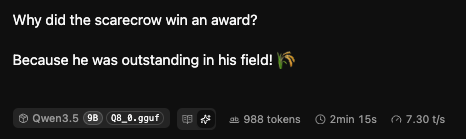 Why did the scarecrow win an award?
Because he was outstanding in his field! 🌾
Qwen3.5 9B Q8_0.gguf 988 tokens 2min 15s 7.30 t/s